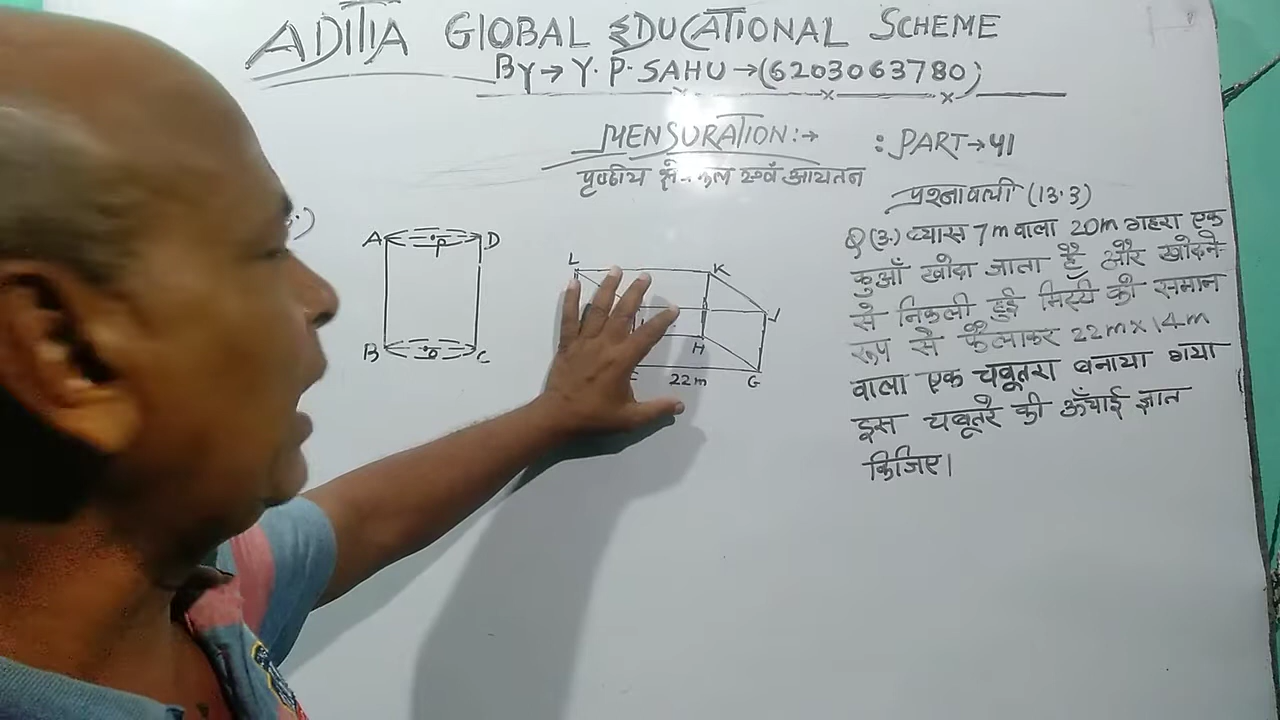 ADITIA GLOBAL EDUCATIONAL SCHEME
BY→ Y. P. SAHU →(6203063780)
MENSURATION:→
: PART→41
पृष्ठीय क्षेत्रफल एवं आयतन
प्रश्नावली (13.3)
Q(3.) व्यास 7m वाला 20m गहरा एक
कुआँ खोदा जाता है और खोदने
से निकली हुई मिट्टी को समान
रूप से फैलाकर 22m×14m
वाला एक चबूतरा बनाया गया
इस चबूतरे की ऊँचाई ज्ञात
किजिए।
A P D
B O C
L K
J
H
22m G